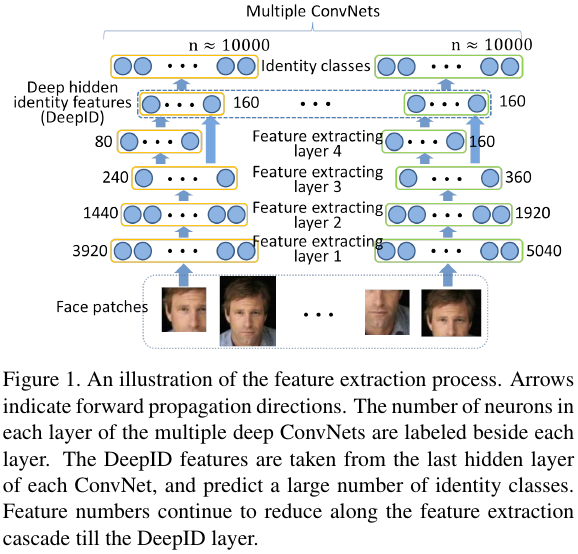 Multiple ConvNets
n ≈ 10000
n ≈ 10000
Identity classes
Deep hidden
identity features
(DeepID)
160
• • •
160
80
Feature extracting
layer 4
160
240
Feature extracting
layer 3
360
1440
Feature extracting
layer 2
1920
3920
Feature extracting
layer 1
5040
Face patches
Figure 1. An illustration of the feature extraction process. Arrows
indicate forward propagation directions. The number of neurons in
each layer of the multiple deep ConvNets are labeled beside each
layer. The DeepID features are taken from the last hidden layer
of each ConvNet, and predict a large number of identity classes.
Feature numbers continue to reduce along the feature extraction
cascade till the DeepID layer.